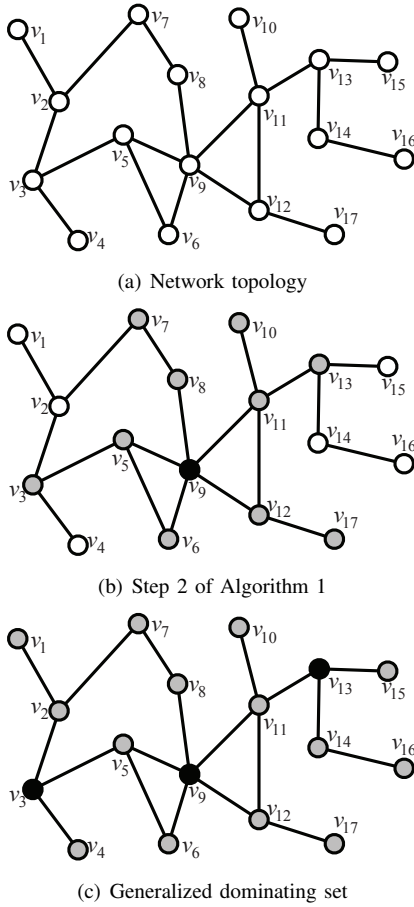 v1
v7
v10
v2
v8
v13
v15
v11
v5
v14
v16
v3
v9
v12
v17
v4
v6
(a) Network topology
v1
v7
v10
v2
v8
v13
v15
v11
v5
v14
v16
v3
v9
v12
v17
v4
v6
(b) Step 2 of Algorithm 1
v1
v7
v10
v2
v8
v13
v15
v11
v5
v14
v16
v3
v9
v12
v17
v4
v6
(c) Generalized dominating set